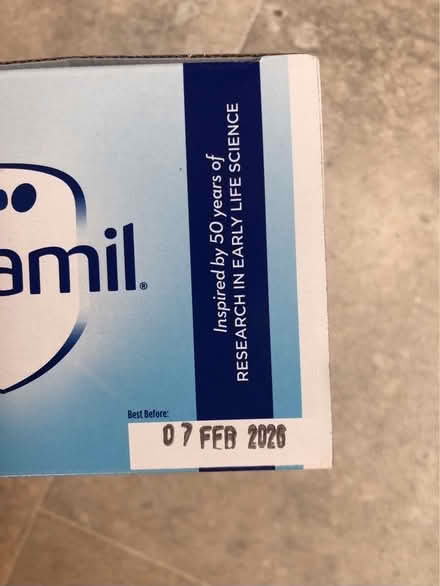 amil®
Inspired by 50 years of
RESEARCH IN EARLY LIFE SCIENCE
Best Before:
07 FEB 2026